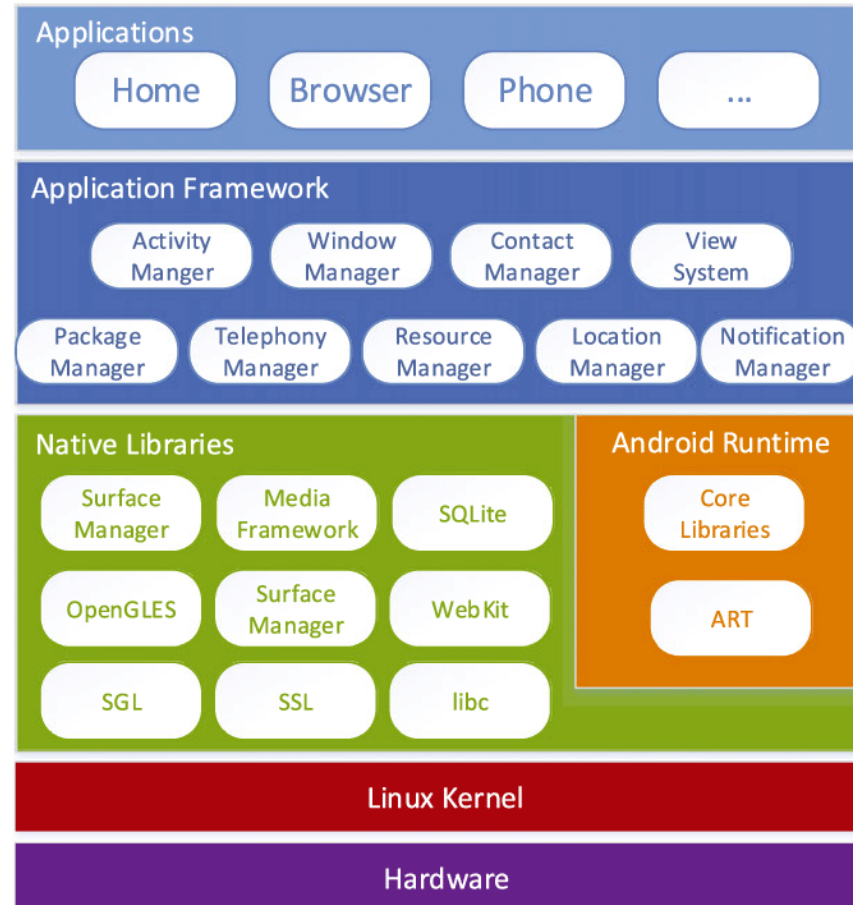 Applications
Home
Browser
Phone
...
Application Framework
Activity
Manger
Window
Manager
Contact
Manager
View
System
Package
Manager
Telephony
Manager
Resource
Manager
Location
Manager
Notification
Manager
Native Libraries
Surface
Manager
Media
Framework
SQLite
OpenGLES
Surface
Manager
WebKit
SGL
SSL
libc
Android Runtime
Core
Libraries
ART
Linux Kernel
Hardware